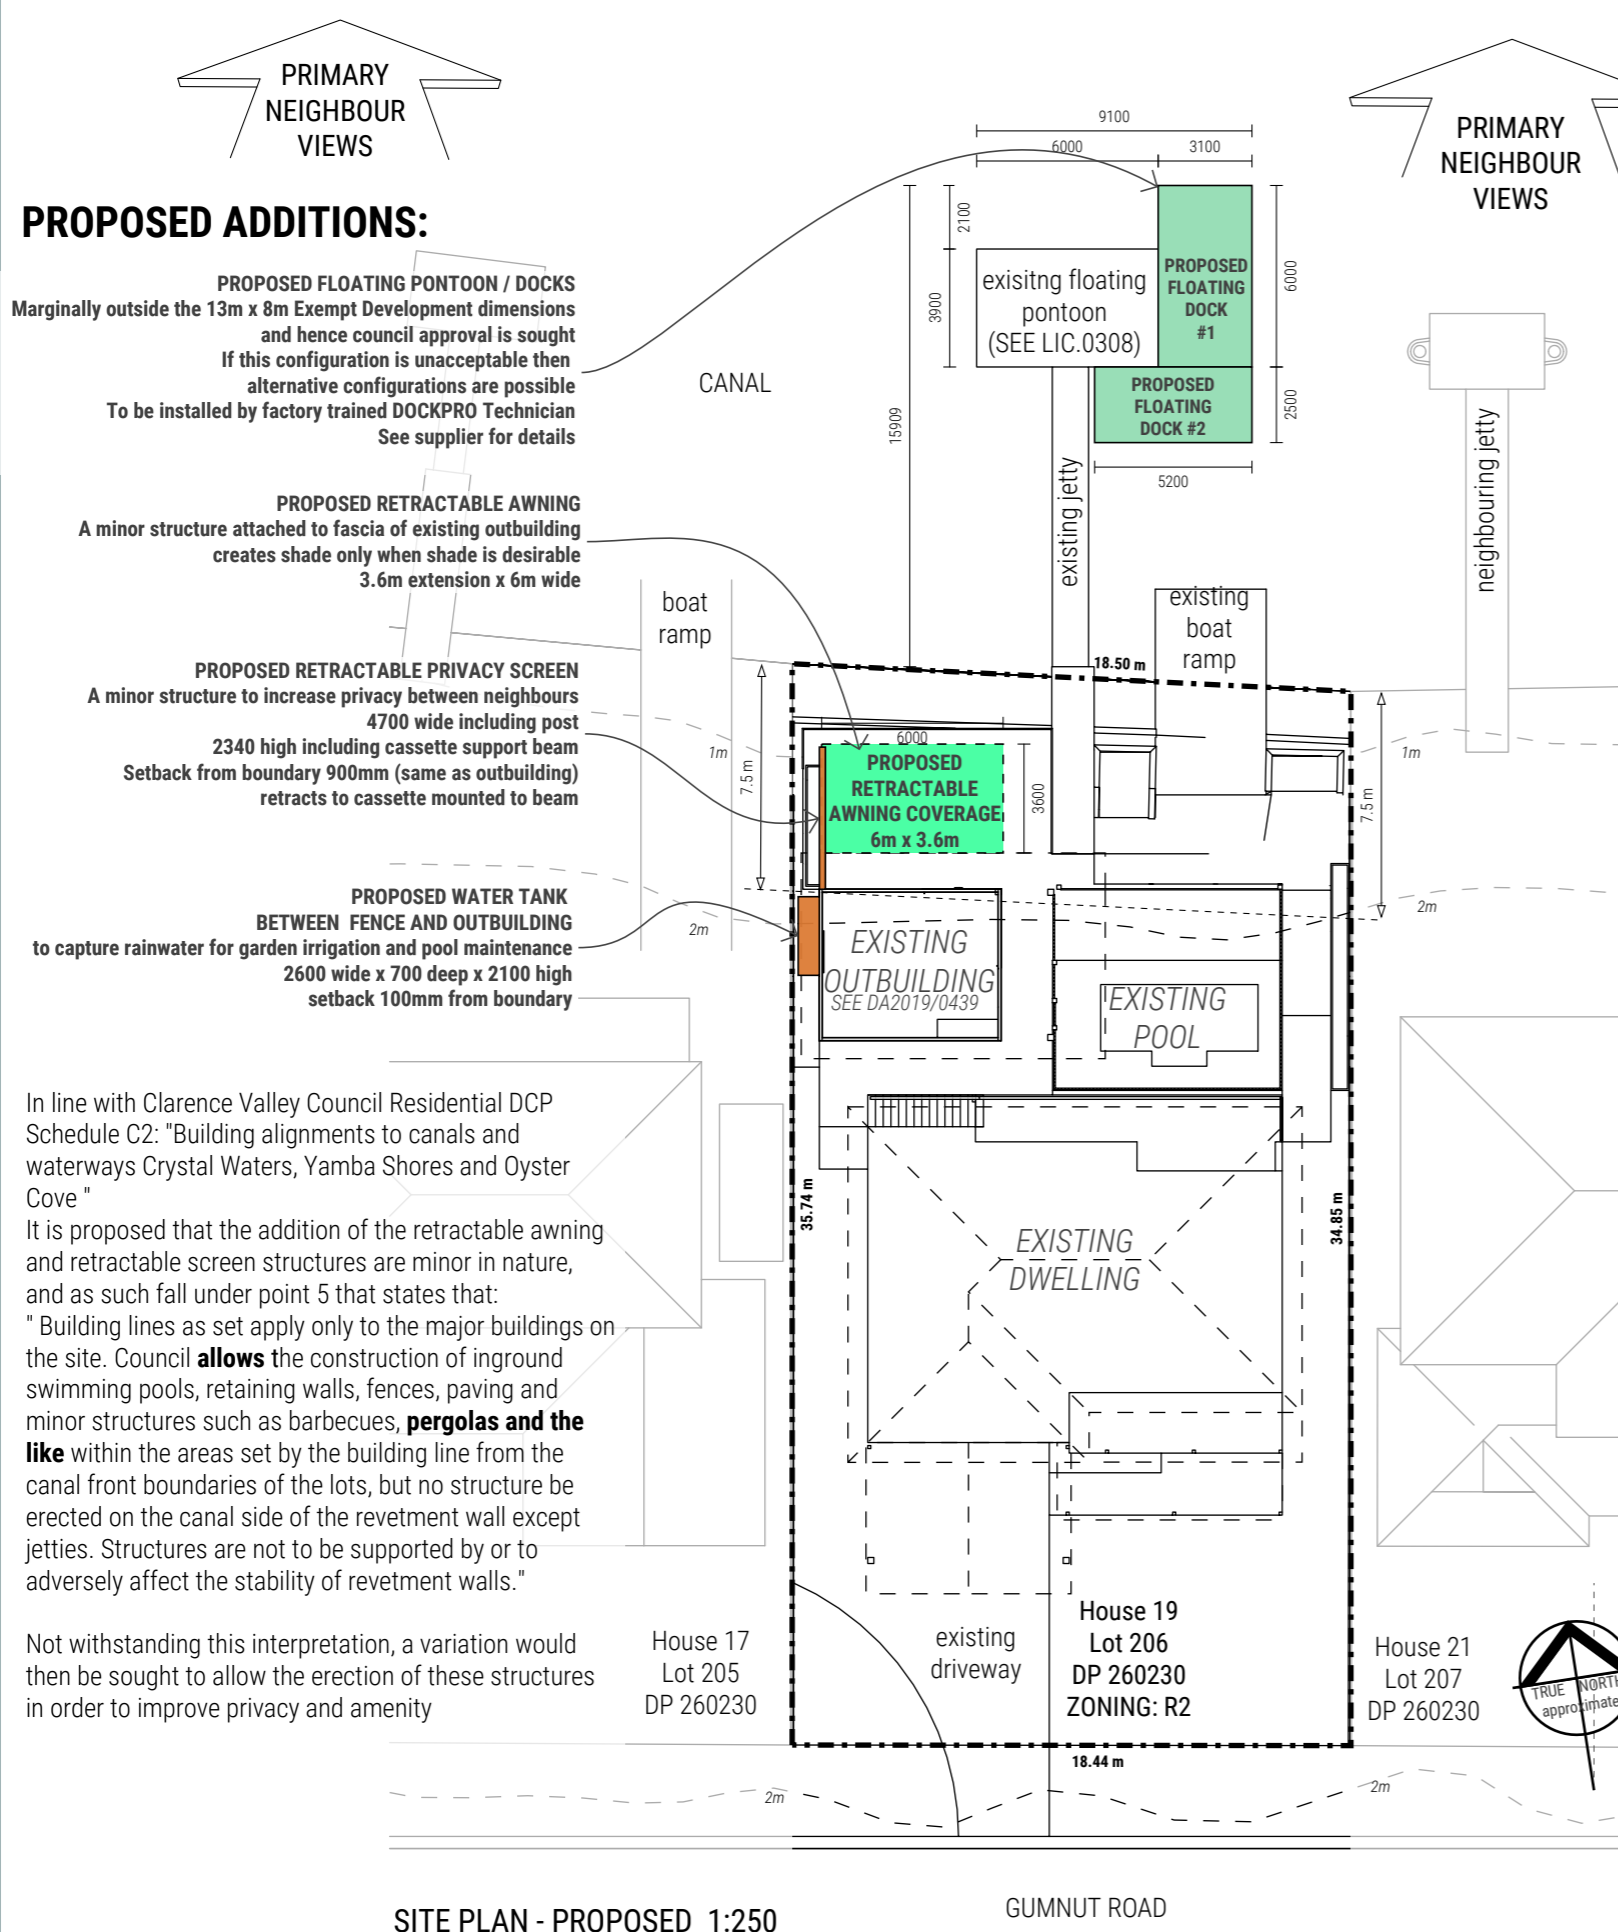 PRIMARY
NEIGHBOUR
VIEWS
PRIMARY
NEIGHBOUR
VIEWS
PROPOSED ADDITIONS:
PROPOSED FLOATING PONTOON / DOCKS
Marginally outside the 13m x 8m Exempt Development dimensions
and hence council approval is sought
If this configuration is unacceptable then
alternative configurations are possible
To be installed by factory trained DOCKPRO Technician
See supplier for details
PROPOSED RETRACTABLE AWNING
A minor structure attached to fascia of existing outbuilding
creates shade only when shade is desirable
3.6m extension x 6m wide
PROPOSED RETRACTABLE PRIVACY SCREEN
A minor structure to increase privacy between neighbours
4700 wide including post
2340 high including cassette support beam
Setback from boundary 900mm (same as outbuilding)
retracts to cassette mounted to beam
PROPOSED WATER TANK
BETWEEN FENCE AND OUTBUILDING
to capture rainwater for garden irrigation and pool maintenance
2600 wide x 700 deep x 2100 high
setback 100mm from boundary
In line with Clarence Valley Council Residential DCP
Schedule C2: "Building alignments to canals and
waterways Crystal Waters, Yamba Shores and Oyster
Cove "
It is proposed that the addition of the retractable awning
and retractable screen structures are minor in nature,
and as such fall under point 5 that states that:
" Building lines as set apply only to the major buildings on
the site. Council allows the construction of inground
swimming pools, retaining walls, fences, paving and
minor structures such as barbecues, pergolas and the
like within the areas set by the building line from the
canal front boundaries of the lots, but no structure be
erected on the canal side of the revetment wall except
jetties. Structures are not to be supported by or to
adversely affect the stability of revetment walls."
Not withstanding this interpretation, a variation would
then be sought to allow the erection of these structures
in order to improve privacy and amenity
9100
6000
3100
2100
3900
15909
6000
2500
5200
exisitng floating
pontoon
(SEE LIC.0308)
PROPOSED
FLOATING
DOCK
#1
PROPOSED
FLOATING
DOCK #2
CANAL
existing jetty
neighbouring jetty
boat
ramp
existing
boat
ramp
18.50 m
7.5 m
7.5 m
1m
1m
6000
3600
PROPOSED
RETRACTABLE
AWNING COVERAGE
6m x 3.6m
2m
2m
EXISTING
OUTBUILDING
SEE DA2019/0439
EXISTING
POOL
35.74 m
34.85 m
EXISTING
DWELLING
House 17
Lot 205
DP 260230
existing
driveway
House 19
Lot 206
DP 260230
ZONING: R2
House 21
Lot 207
DP 260230
TRUE NORTH
approximate
18.44 m
2m
2m
SITE PLAN - PROPOSED 1:250
GUMNUT ROAD